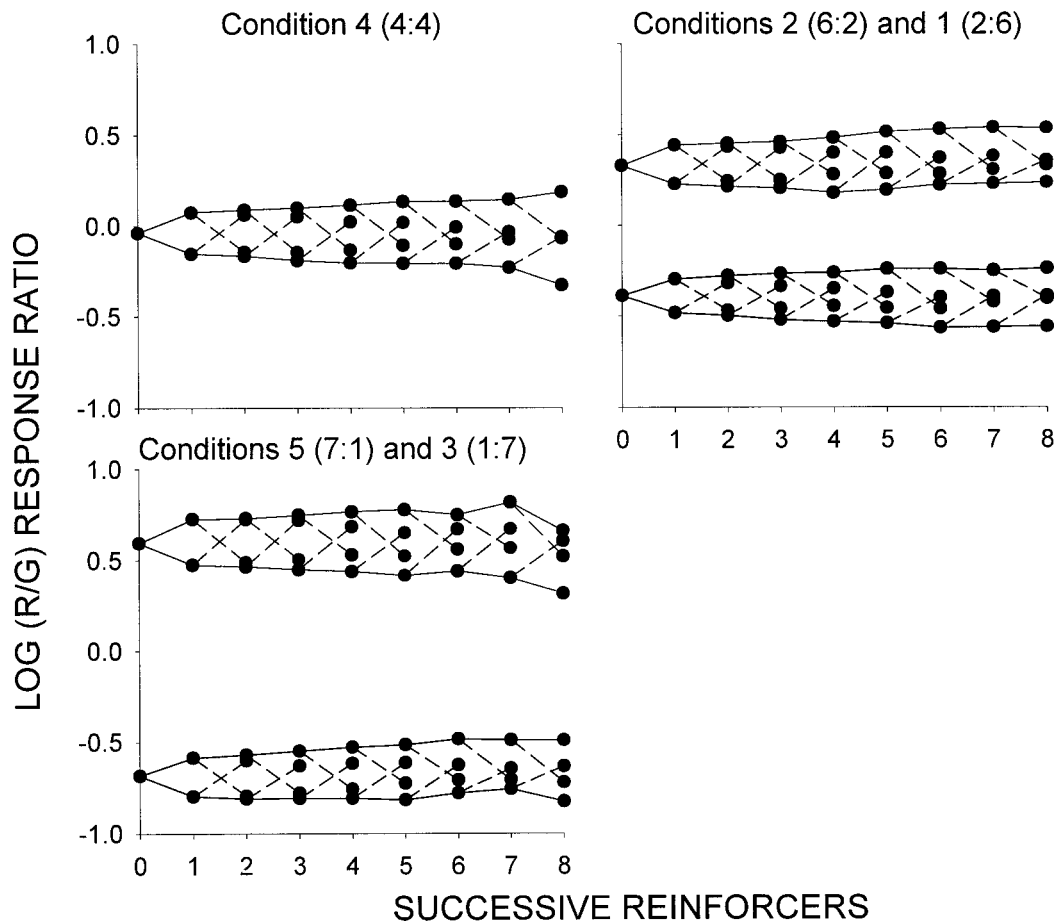 Condition 4 (4:4)
Conditions 2 (6:2) and 1 (2:6)
1.0
0.5
0.0
-0.5
-1.0
0 1 2 3 4 5 6 7 8
Conditions 5 (7:1) and 3 (1:7)
1.0
0.5
0.0
-0.5
-1.0
0 1 2 3 4 5 6 7 8
LOG (R/G) RESPONSE RATIO
SUCCESSIVE REINFORCERS